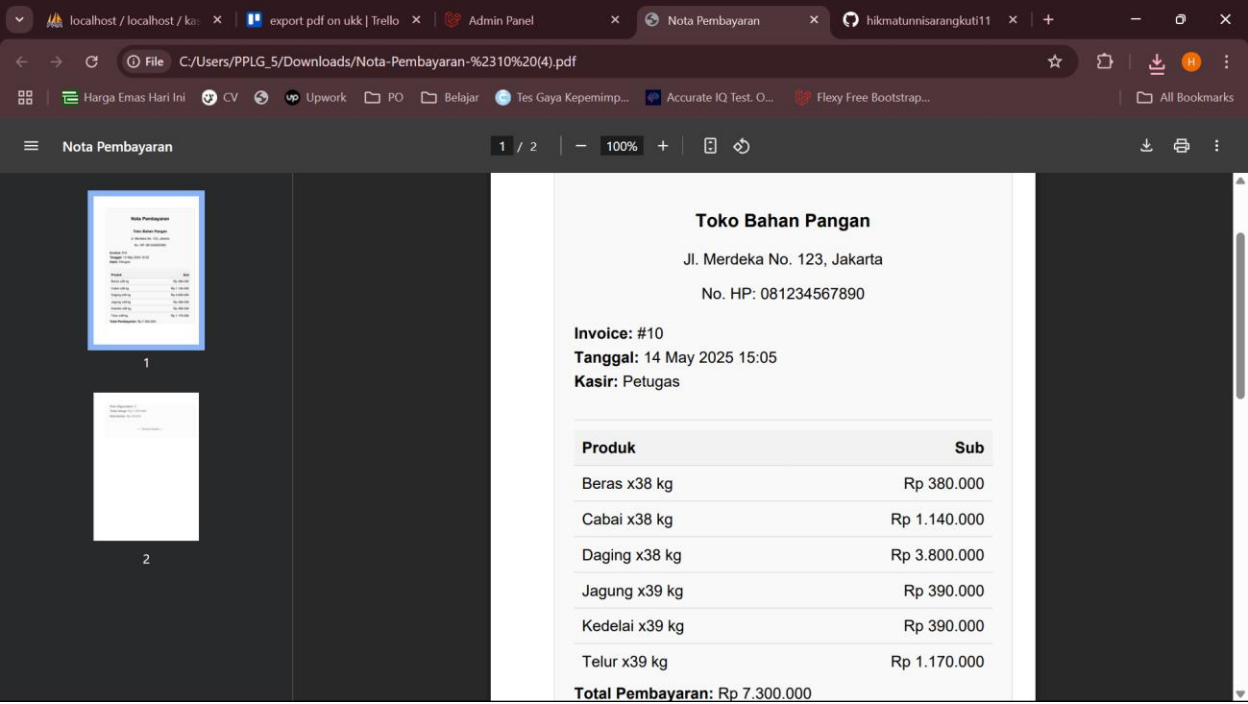 localhost / localhost / kas
export pdf on ukk | Trello
Admin Panel
Nota Pembayaran
hikmatunnisarangkuti11
File C:/Users/PPLG_5/Downloads/Nota-Pembayaran-%2310%20(4).pdf
H
Harga Emas Hari Ini
CV
up Upwork
PO
Belajar
Tes Gaya Kepemimp...
Accurate IQ Test. O...
Flexy Free Bootstrap...
All Bookmarks
Nota Pembayaran
1 / 2
100%
Nota Pembayaran
Toko Bahan Pangan
1
2
Toko Bahan Pangan
Jl. Merdeka No. 123, Jakarta
No. HP: 081234567890
Invoice: #10
Tanggal: 14 May 2025 15:05
Kasir: Petugas
Produk Sub
Beras x38 kg Rp 380.000
Cabai x38 kg Rp 1.140.000
Daging x38 kg Rp 3.800.000
Jagung x39 kg Rp 390.000
Kedelai x39 kg Rp 390.000
Telur x39 kg Rp 1.170.000
Total Pembayaran: Rp 7.300.000